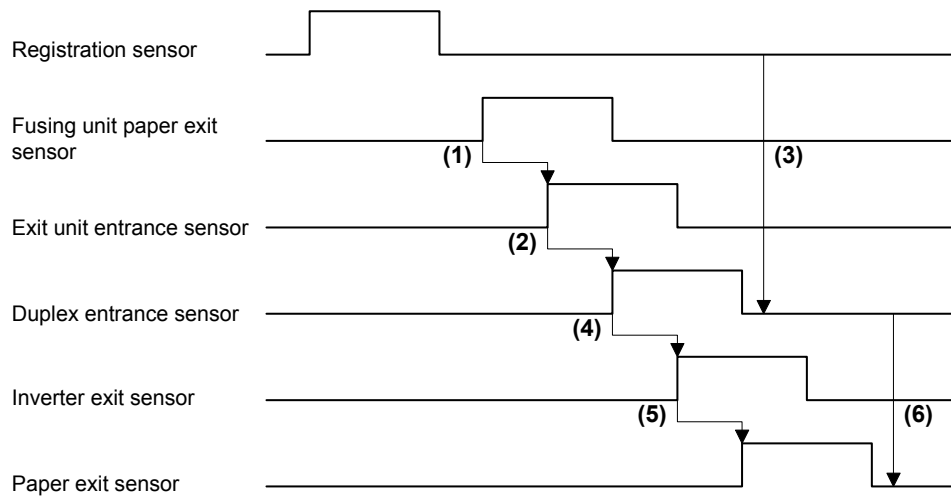 Registration sensor
Fusing unit paper exit
sensor
(1)
(3)
Exit unit entrance sensor
(2)
Duplex entrance sensor
(4)
Inverter exit sensor
(5)
(6)
Paper exit sensor